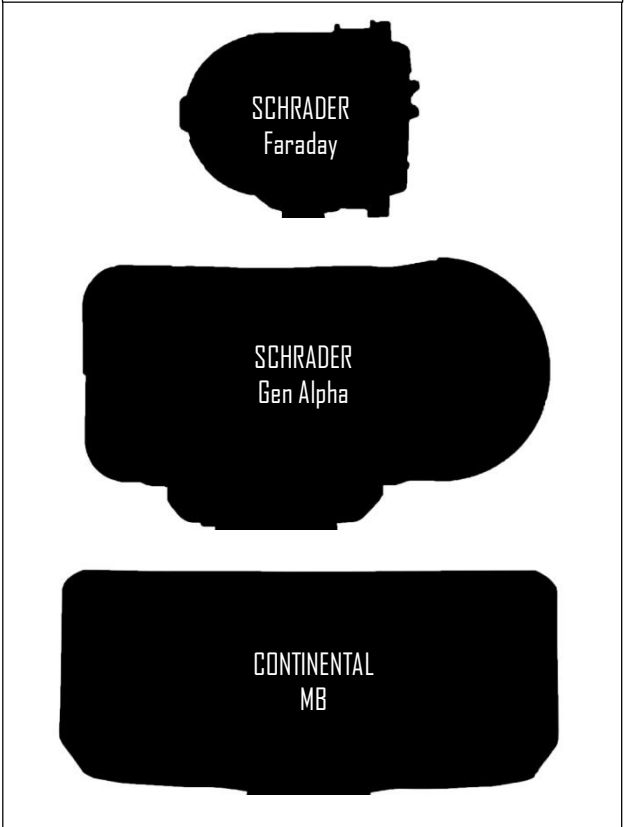 SCHRADER
Faraday
SCHRADER
Gen Alpha
CONTINENTAL
MB